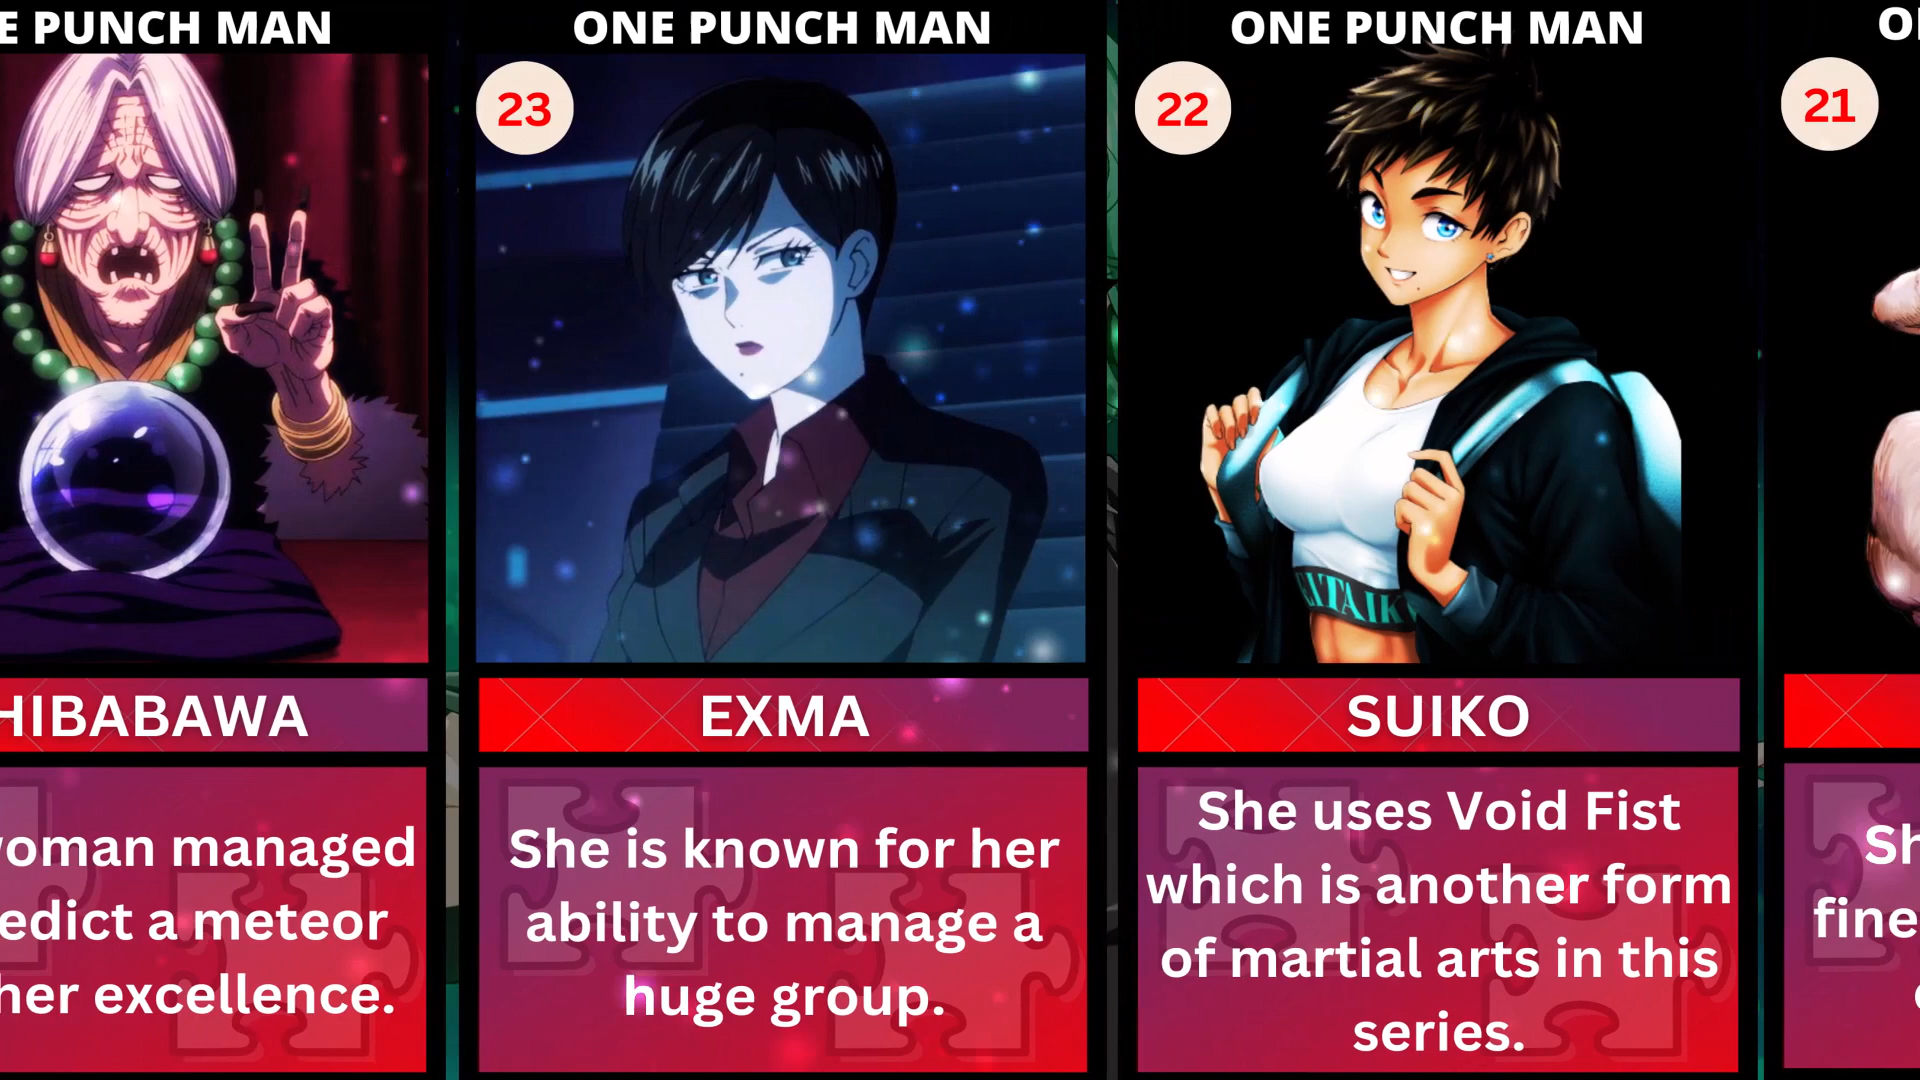 E PUNCH MAN
HIBABAWA
woman managed
edict a meteor
her excellence.
ONE PUNCH MAN
23
EXMA
She is known for her
ability to manage a
huge group.
ONE PUNCH MAN
22
EITAIK
SUIKO
She uses Void Fist
which is another form
of martial arts in this
series.
21
Sh
fine